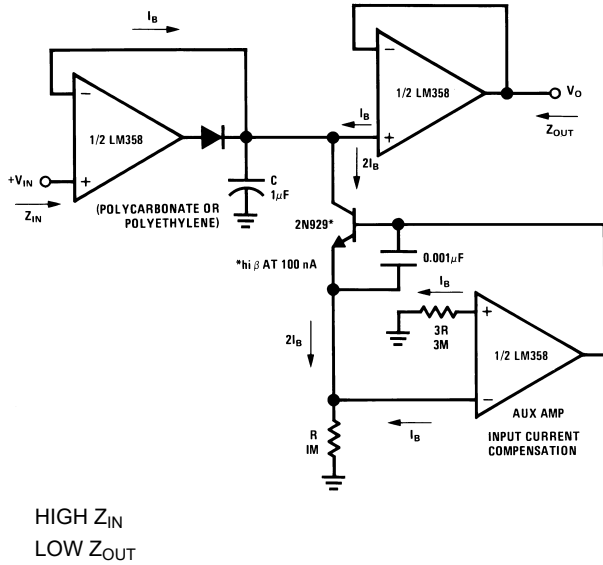 I_B
1/2 LM358
−
+
+V_IN
Z_IN
C
1μF
(POLYCARBONATE OR
POLYETHYLENE)
1/2 LM358
−
+
I_B
V_O
Z_OUT
2I_B
2N929*
*hi β AT 100 nA
0.001μF
I_B
3R
3M
+
−
1/2 LM358
2I_B
AUX AMP
INPUT CURRENT
COMPENSATION
I_B
R
1M
HIGH Z_IN
LOW Z_OUT